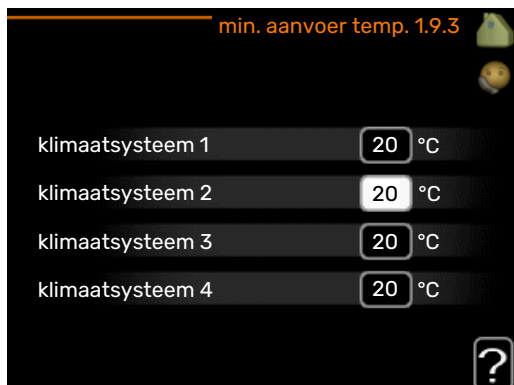 min. aanvoer temp. 1.9.3
klimaatsysteem 1 20 °C
klimaatsysteem 2 20 °C
klimaatsysteem 3 20 °C
klimaatsysteem 4 20 °C
?